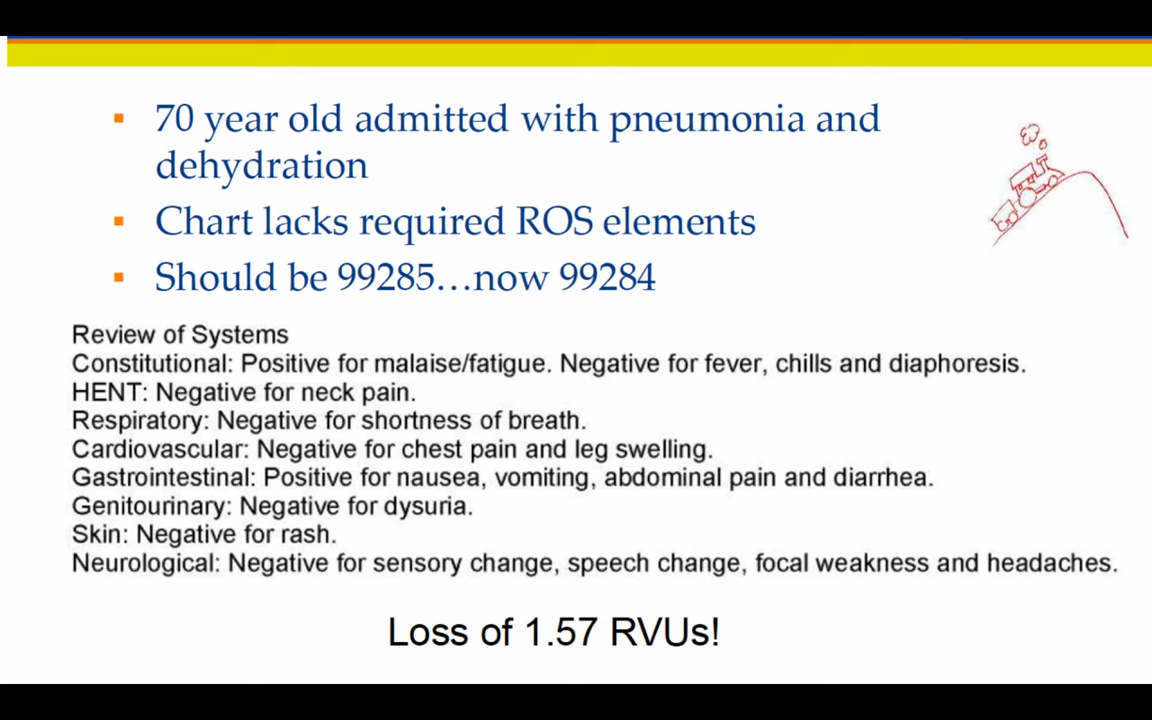 70 year old admitted with pneumonia and
dehydration
Chart lacks required ROS elements
Should be 99285…now 99284
Review of Systems
Constitutional: Positive for malaise/fatigue. Negative for fever, chills and diaphoresis.
HENT: Negative for neck pain.
Respiratory: Negative for shortness of breath.
Cardiovascular: Negative for chest pain and leg swelling.
Gastrointestinal: Positive for nausea, vomiting, abdominal pain and diarrhea.
Genitourinary: Negative for dysuria.
Skin: Negative for rash.
Neurological: Negative for sensory change, speech change, focal weakness and headaches.
Loss of 1.57 RVUs!